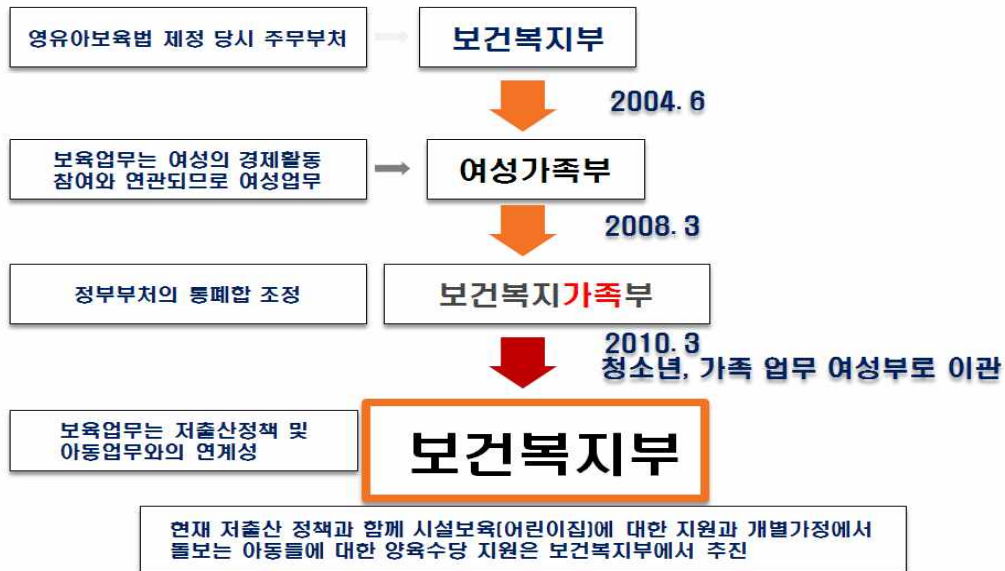 영유아보육법 제정 당시 주무부처
보건복지부
2004. 6
보육업무는 여성의 경제활동
참여와 연관되므로 여성업무
여성가족부
2008. 3
정부부처의 통폐합 조정
보건복지가족부
2010. 3
청소년, 가족 업무 여성부로 이관
보육업무는 저출산정책 및
아동업무와의 연계성
보건복지부
현재 저출산 정책과 함께 시설보육(어린이집)에 대한 지원과 개별가정에서
돌보는 아동들에 대한 양육수당 지원은 보건복지부에서 추진